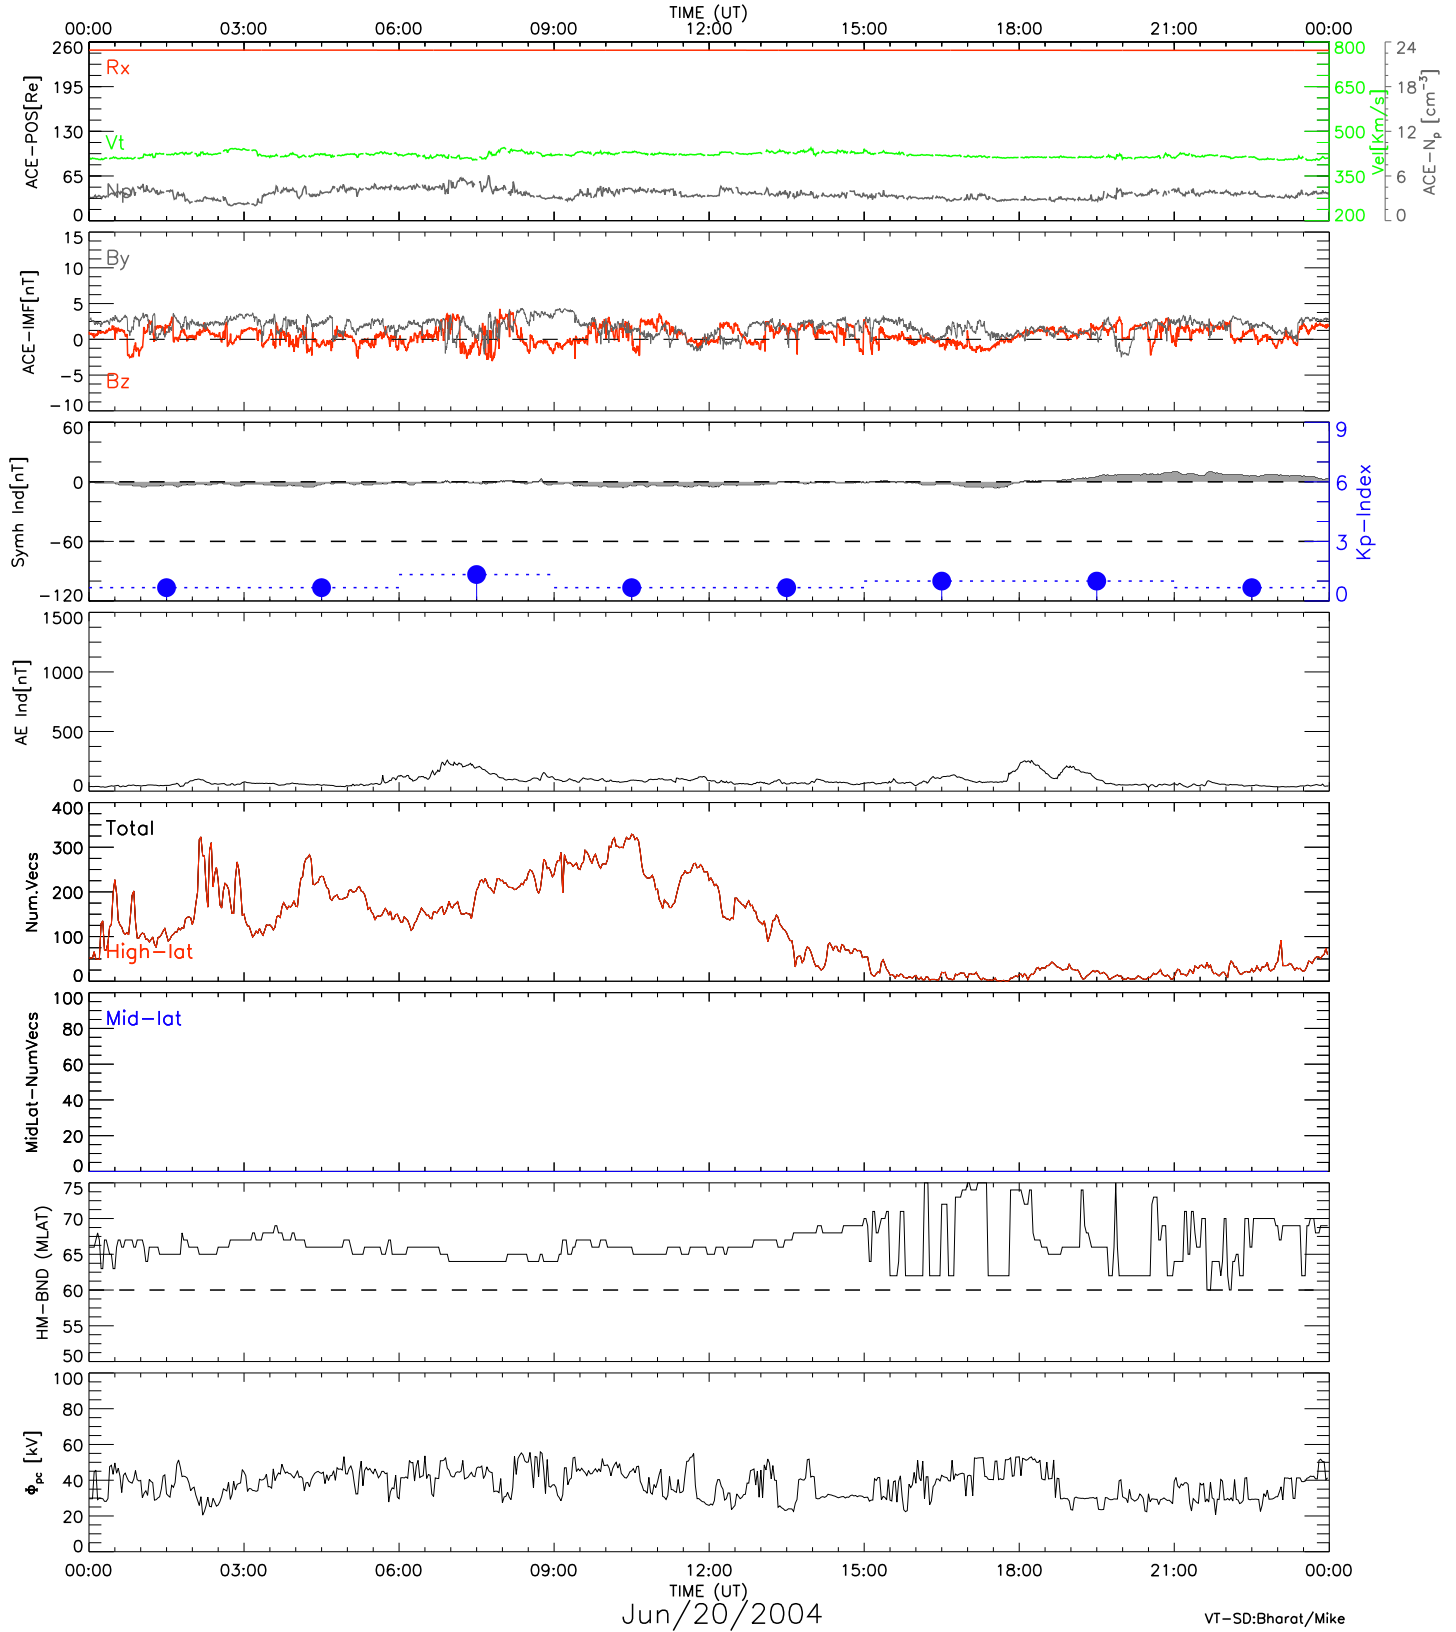 TIME (UT)
00:00 03:00 06:00 09:00 12:00 15:00 18:00 21:00 00:00
ACE-POS[Re]
260
195
130
65
0
Rx
Vt
Np
800
650
500
350
200
Vel[Km/s]
24
18
12
6
0
ACE-Np [cm-3]
ACE-IMF[nT]
15
10
5
0
-5
-10
By
Bz
Symh Ind[nT]
60
0
-60
-120
9
6
3
0
Kp-Index
AE Ind[nT]
1500
1000
500
0
Num.Vecs
400
300
200
100
0
Total
High-lat
MidLat-NumVecs
100
80
60
40
20
0
Mid-lat
HM-BND (MLAT)
75
70
65
60
55
50
Φpc [kV]
100
80
60
40
20
0
00:00 03:00 06:00 09:00 12:00 15:00 18:00 21:00 00:00
TIME (UT)
Jun/20/2004
VT-SD:Bharat/Mike